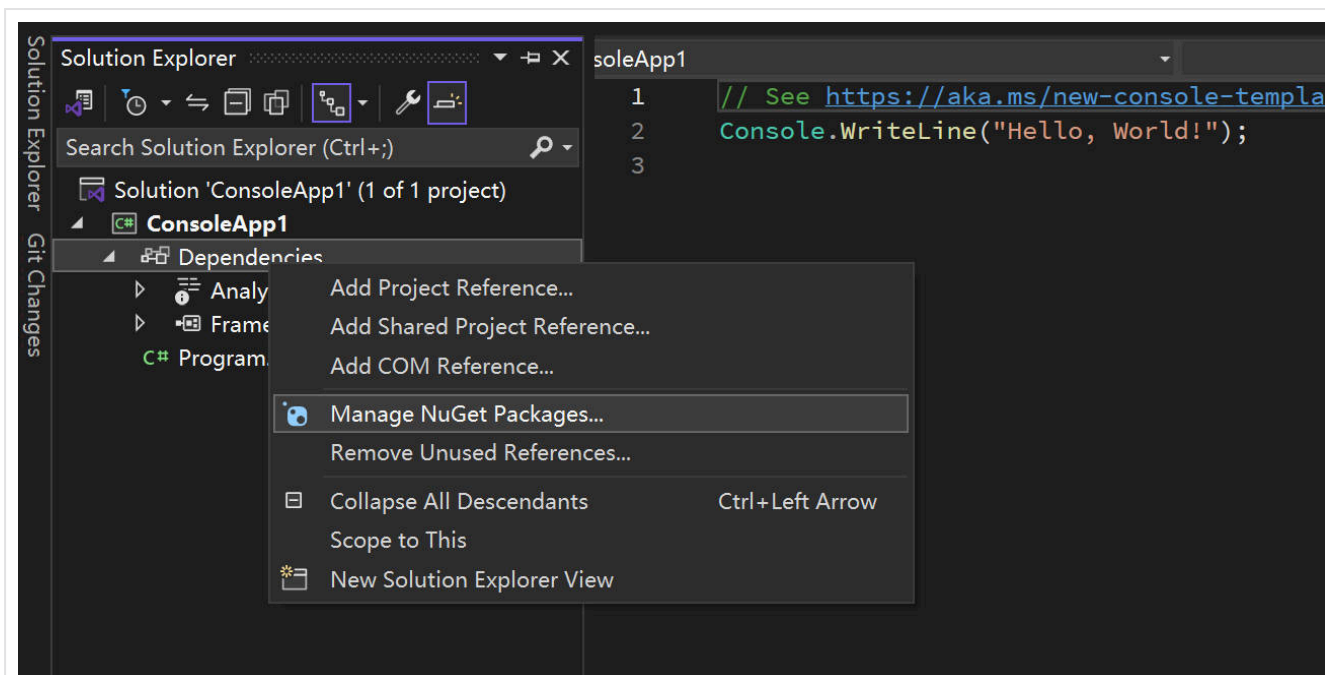 Solution Explorer
Git Changes
Solution Explorer
Search Solution Explorer (Ctrl+;)
Solution 'ConsoleApp1' (1 of 1 project)
C# ConsoleApp1
Dependencies
Analy
Frame
C# Program.
Add Project Reference...
Add Shared Project Reference...
Add COM Reference...
Manage NuGet Packages...
Remove Unused References...
Collapse All Descendants Ctrl+Left Arrow
Scope to This
New Solution Explorer View
soleApp1
1 // See https://aka.ms/new-console-templa
2 Console.WriteLine("Hello, World!");
3